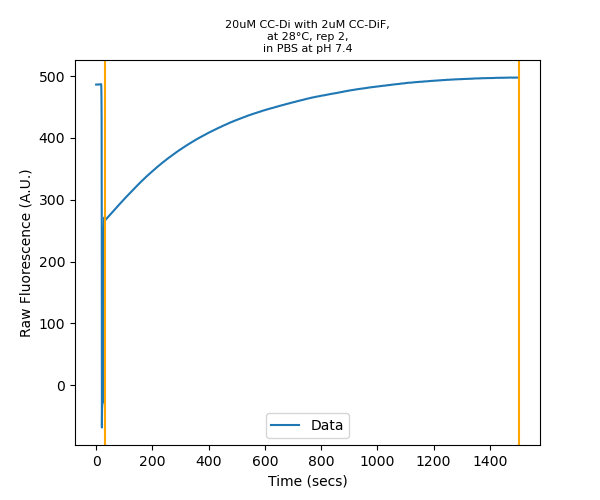 20uM CC-Di with 2uM CC-DiF,
at 28°C, rep 2,
in PBS at pH 7.4
500
400
300
200
100
0
Raw Fluorescence (A.U.)
Data
0 200 400 600 800 1000 1200 1400
Time (secs)